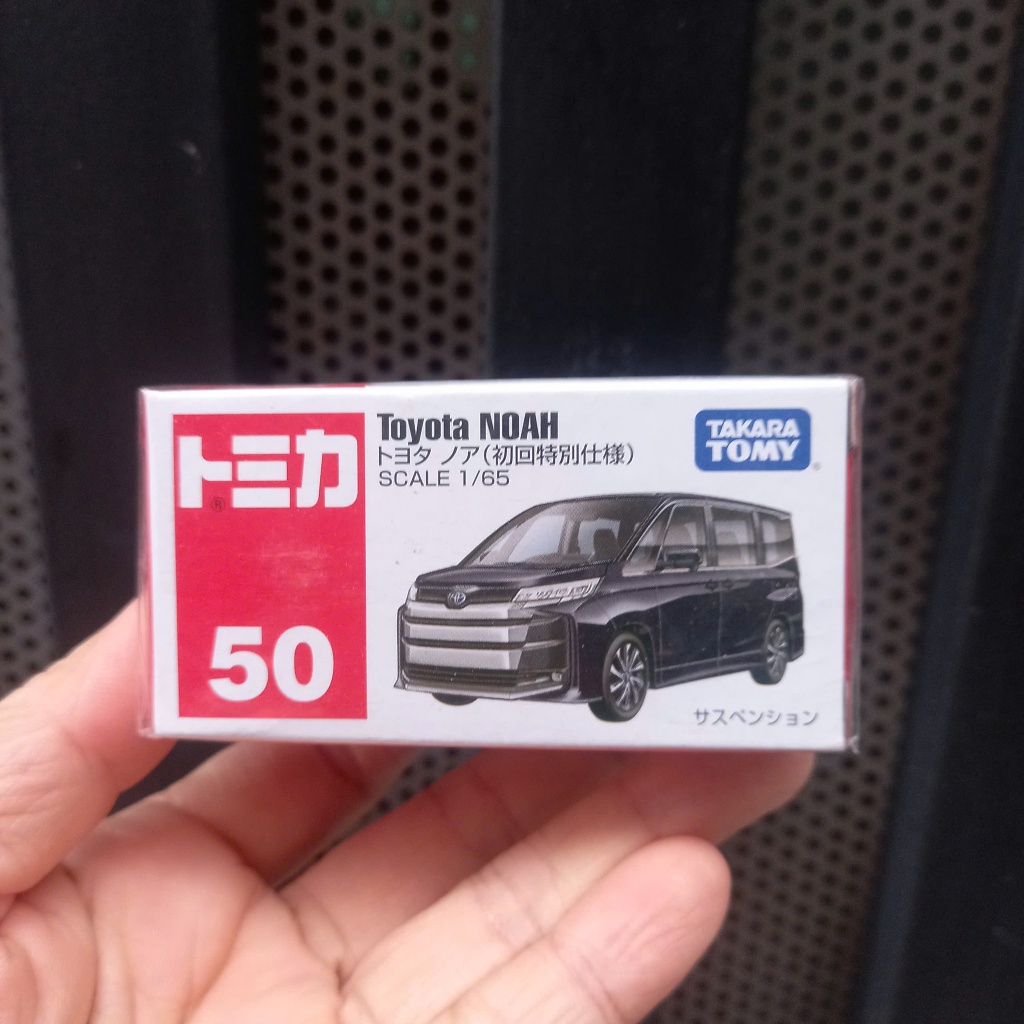 トミカ
®
50
Toyota NOAH
トヨタ ノア(初回特別仕様)
SCALE 1/65
TAKARA
TOMY
®
サスペンション